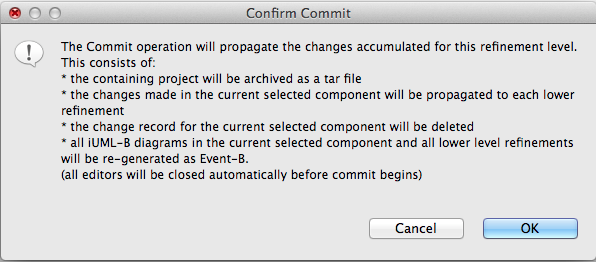 Confirm Commit
The Commit operation will propagate the changes accumulated for this refinement level.
This consists of:
* the containing project will be archived as a tar file
* the changes made in the current selected component will be propagated to each lower
refinement
* the change record for the current selected component will be deleted
* all iUML-B diagrams in the current selected component and all lower level refinements
will be re-generated as Event-B.
(all editors will be closed automatically before commit begins)
Cancel
OK